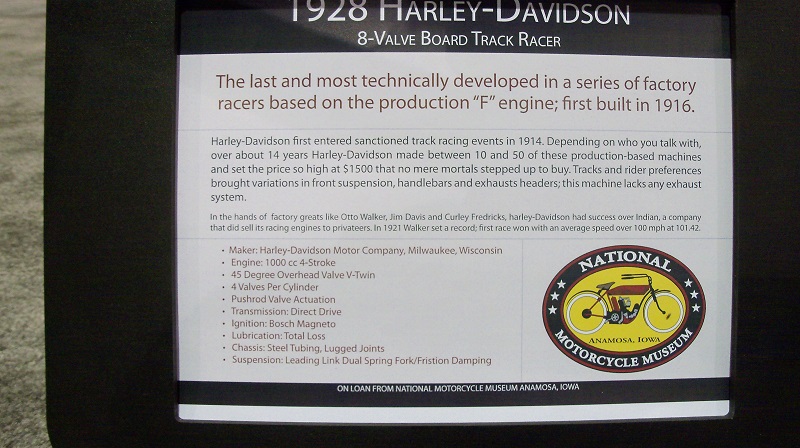 1928 HARLEY-DAVIDSON
8-VALVE BOARD TRACK RACER
The last and most technically developed in a series of factory
racers based on the production "F" engine; first built in 1916.
Harley-Davidson first entered sanctioned track racing events in 1914. Depending on who you talk with,
over about 14 years Harley-Davidson made between 10 and 50 of these production-based machines
and set the price so high at $1500 that no mere mortals stepped up to buy. Tracks and rider preferences
brought variations in front suspension, handlebars and exhausts headers; this machine lacks any exhaust
system.
In the hands of factory greats like Otto Walker, Jim Davis and Curley Fredricks, harley-Davidson had success over Indian, a company
that did sell its racing engines to privateers. In 1921 Walker set a record; first race won with an average speed over 100 mph at 101.42.
• Maker: Harley-Davidson Motor Company, Milwaukee, Wisconsin
• Engine: 1000 cc 4-Stroke
• 45 Degree Overhead Valve V-Twin
• 4 Valves Per Cylinder
• Pushrod Valve Actuation
• Transmission: Direct Drive
• Ignition: Bosch Magneto
• Lubrication: Total Loss
• Chassis: Steel Tubing, Lugged Joints
• Suspension: Leading Link Dual Spring Fork/Fristion Damping
NATIONAL
ANAMOSA, IOWA
MOTORCYCLE MUSEUM
ON LOAN FROM NATIONAL MOTORCYCLE MUSEUM ANAMOSA, IOWA